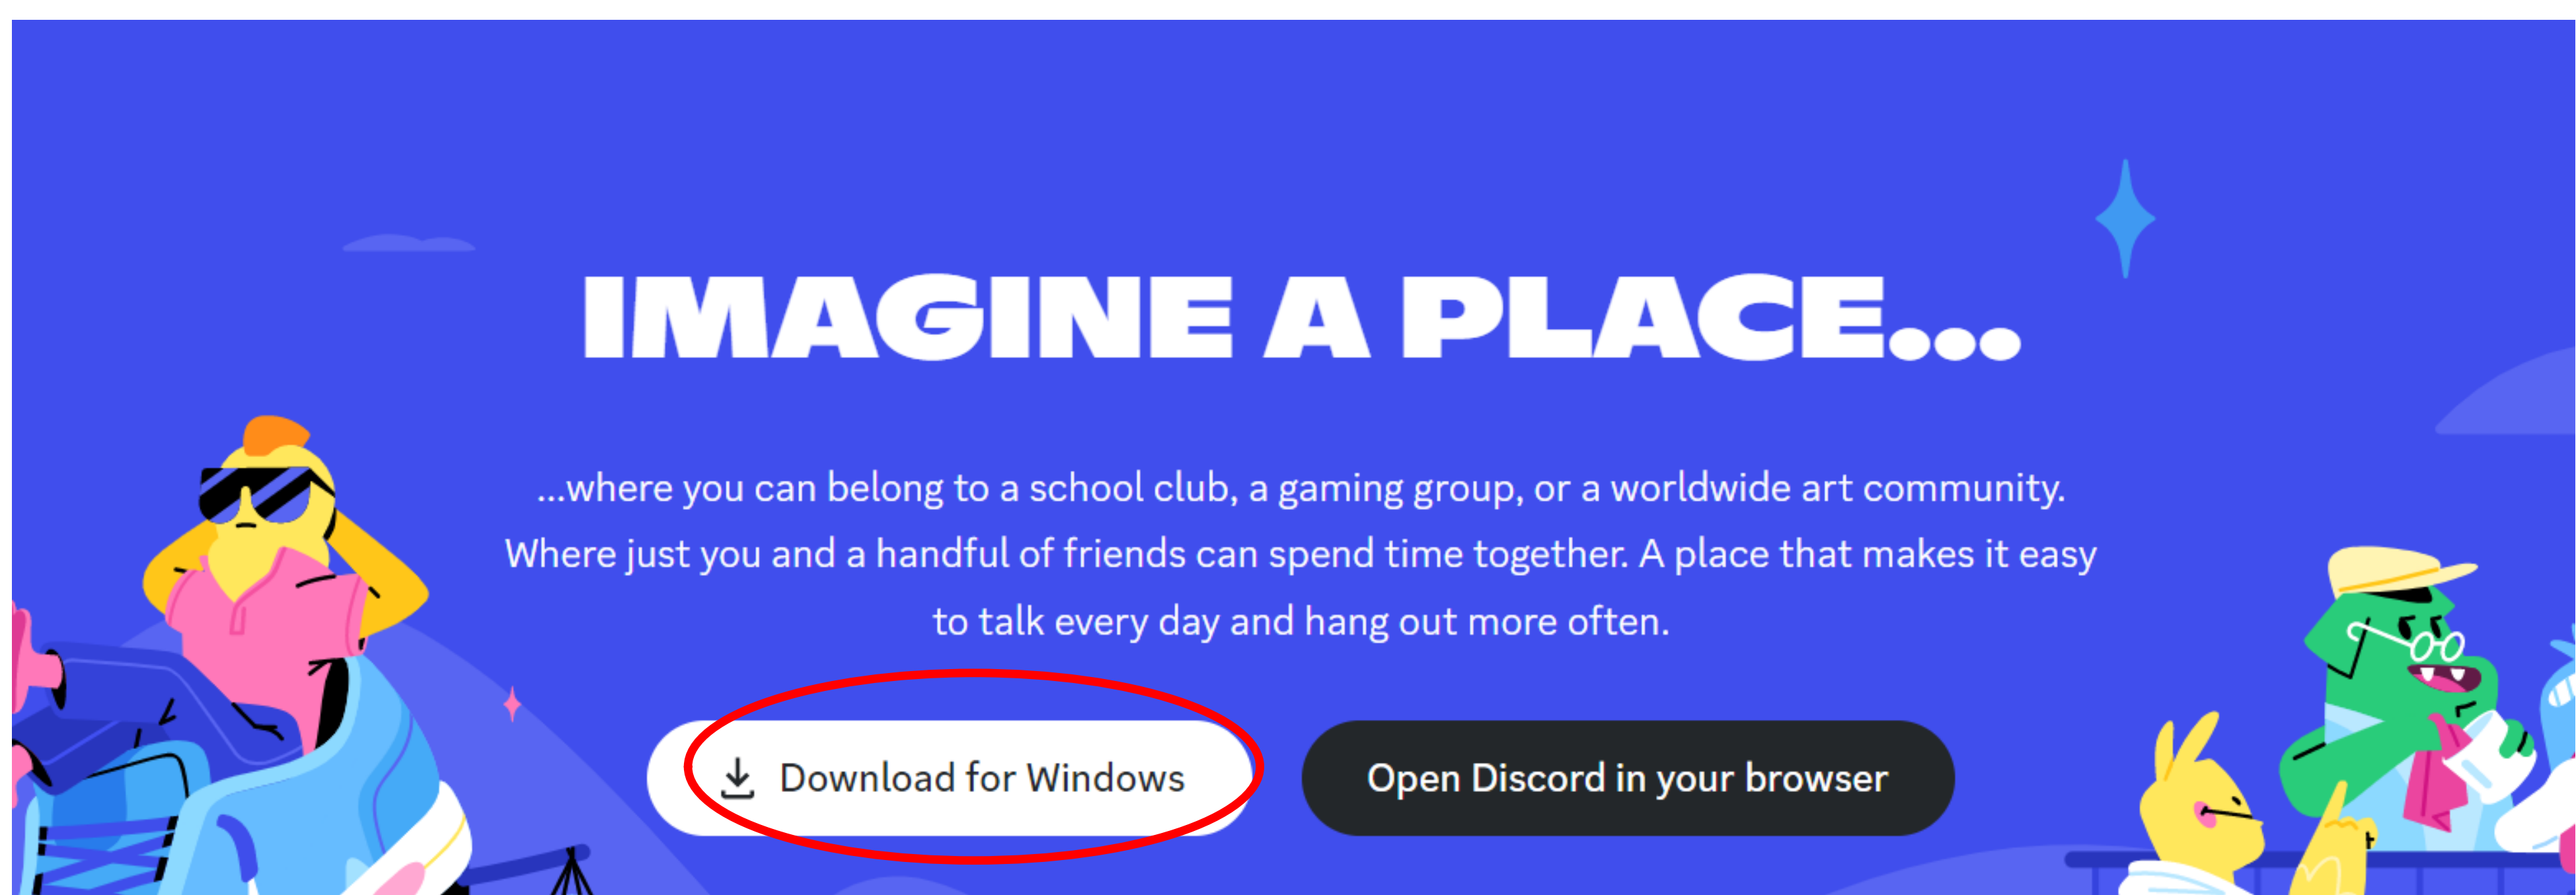 IMAGINE A PLACE...
...where you can belong to a school club, a gaming group, or a worldwide art community.
Where just you and a handful of friends can spend time together. A place that makes it easy
to talk every day and hang out more often.
Download for Windows
Open Discord in your browser